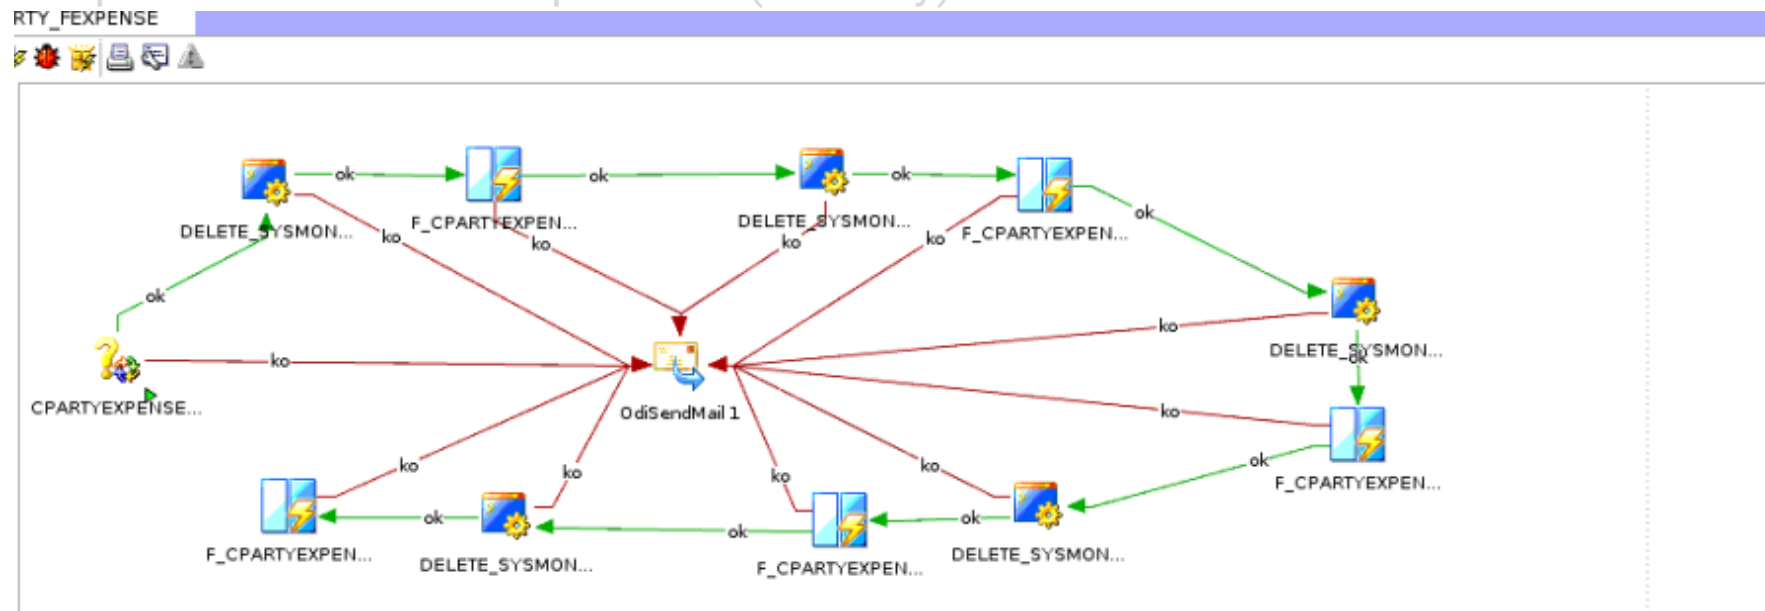 RTY_FEXPENSE
ok
ok
ok
DELETE_SYSMON...
ko
F_CPARTYEXPEN...
ko
DELETE_SYSMON...
ko
ko
F_CPARTYEXPEN...
ok
ok
ko
DELETE_SYSMON...
ok
ko
CPARTYEXPENSE...
OdiSendMail 1
ko
ko
ko
ko
ko
ok
F_CPARTYEXPEN...
ok
ok
ok
F_CPARTYEXPEN...
DELETE_SYSMON...
F_CPARTYEXPEN...
DELETE_SYSMON...